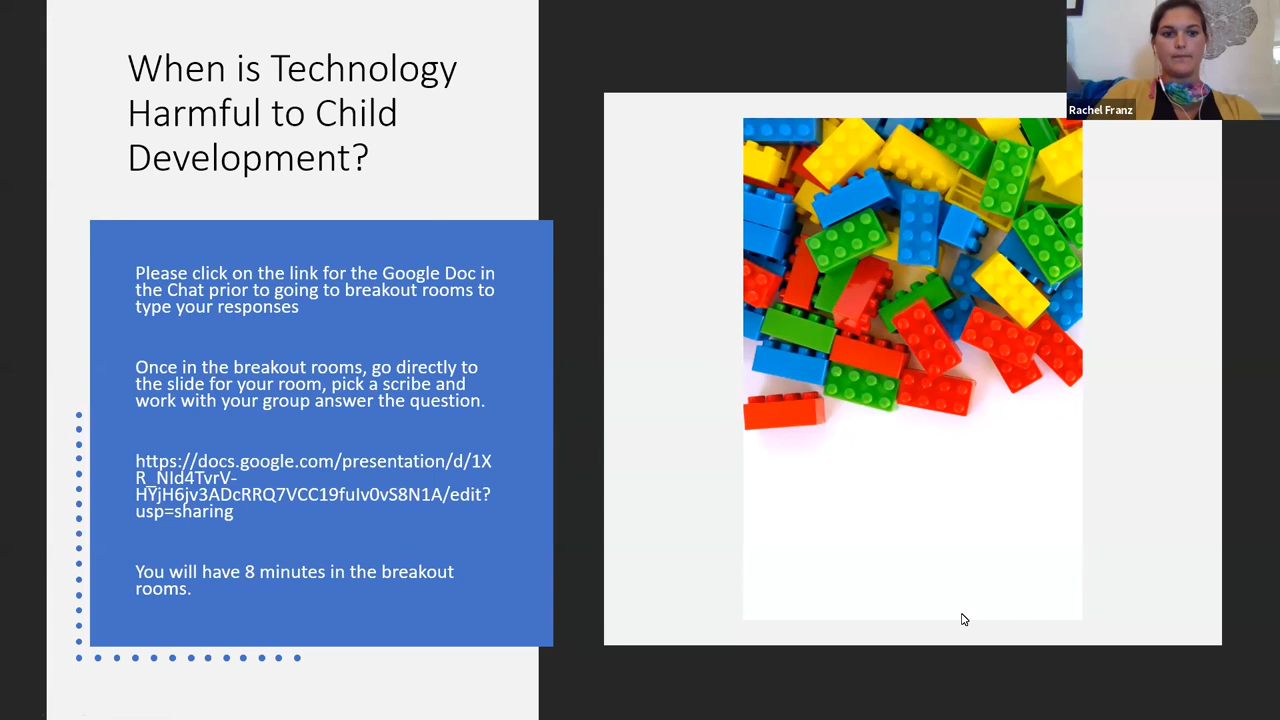 When is Technology
Harmful to Child
Development?
Please click on the link for the Google Doc in
the Chat prior to going to breakout rooms to
type your responses
Once in the breakout rooms, go directly to
the slide for your room, pick a scribe and
work with your group answer the question.
https://docs.google.com/presentation/d/1X
R_NId4TvrV-
HYjH6jv3ADcRRQ7VCC19fuIv0vS8N1A/edit?
usp=sharing
You will have 8 minutes in the breakout
rooms.
Rachel Franz